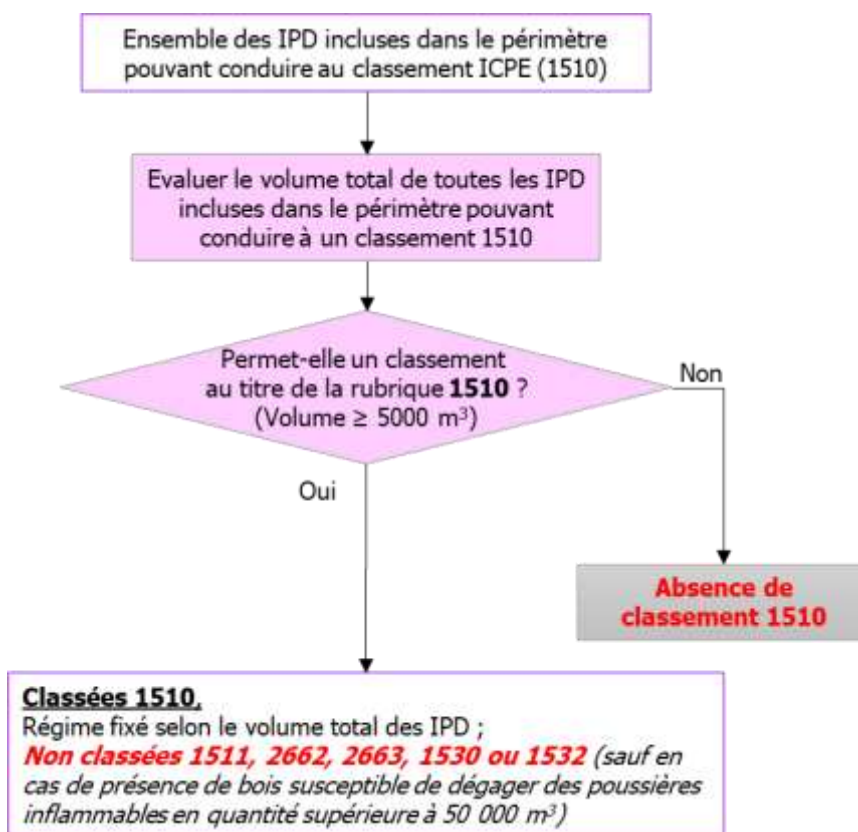 Ensemble des IPD incluses dans le périmètre
pouvant conduire au classement ICPE (1510)
Evaluer le volume total de toutes les IPD
incluses dans le périmètre pouvant
conduire à un classement 1510
Permet-elle un classement
au titre de la rubrique 1510 ?
(Volume ≥ 5000 m³)
Non
Oui
Absence de
classement 1510
Classées 1510,
Régime fixé selon le volume total des IPD ;
Non classées 1511, 2662, 2663, 1530 ou 1532 (sauf en
cas de présence de bois susceptible de dégager des poussières
inflammables en quantité supérieure à 50 000 m³)